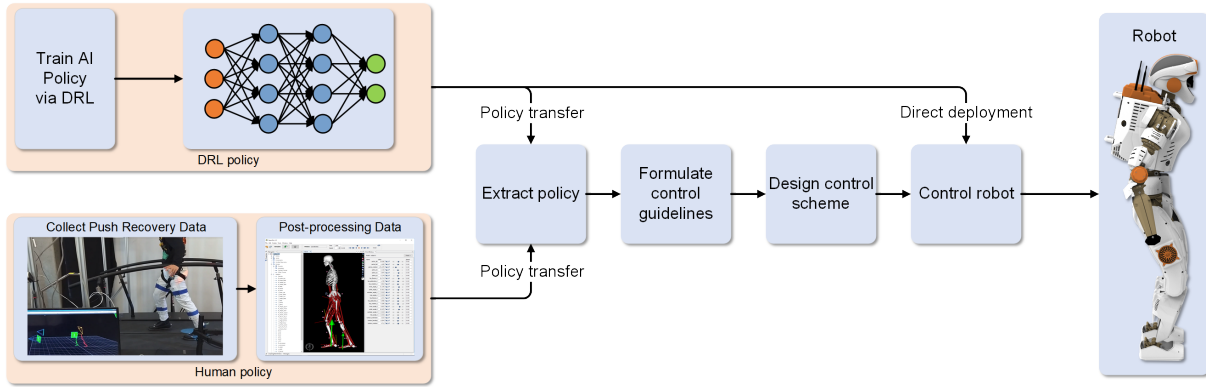 Train AI
Policy
via DRL
DRL policy
Policy transfer
Direct deployment
Robot
Extract policy
Formulate
control
guidelines
Design control
scheme
Control robot
Policy transfer
Collect Push Recovery Data
Post-processing Data
Human policy